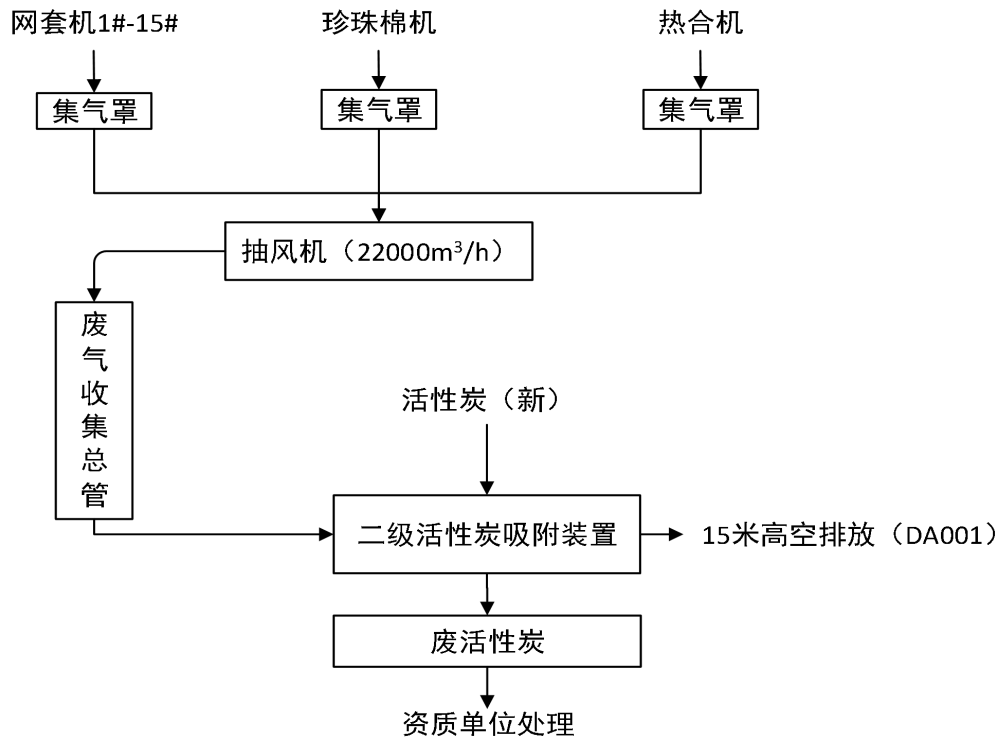 网套机1#-15#
珍珠棉机
热合机
集气罩
集气罩
集气罩
抽风机（22000m³/h）
废气收集总管
活性炭（新）
二级活性炭吸附装置
15米高空排放（DA001）
废活性炭
资质单位处理